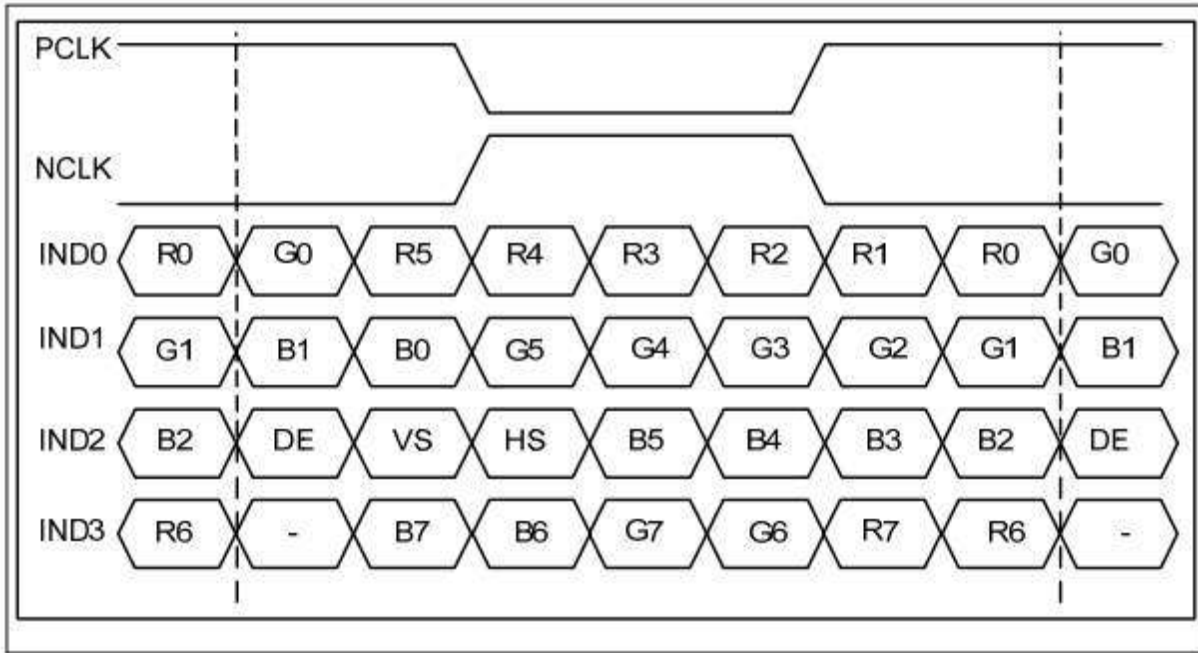 PCLK
NCLK
IND0 R0 G0 R5 R4 R3 R2 R1 R0 G0
IND1 G1 B1 B0 G5 G4 G3 G2 G1 B1
IND2 B2 DE VS HS B5 B4 B3 B2 DE
IND3 R6 - B7 B6 G7 G6 R7 R6 -